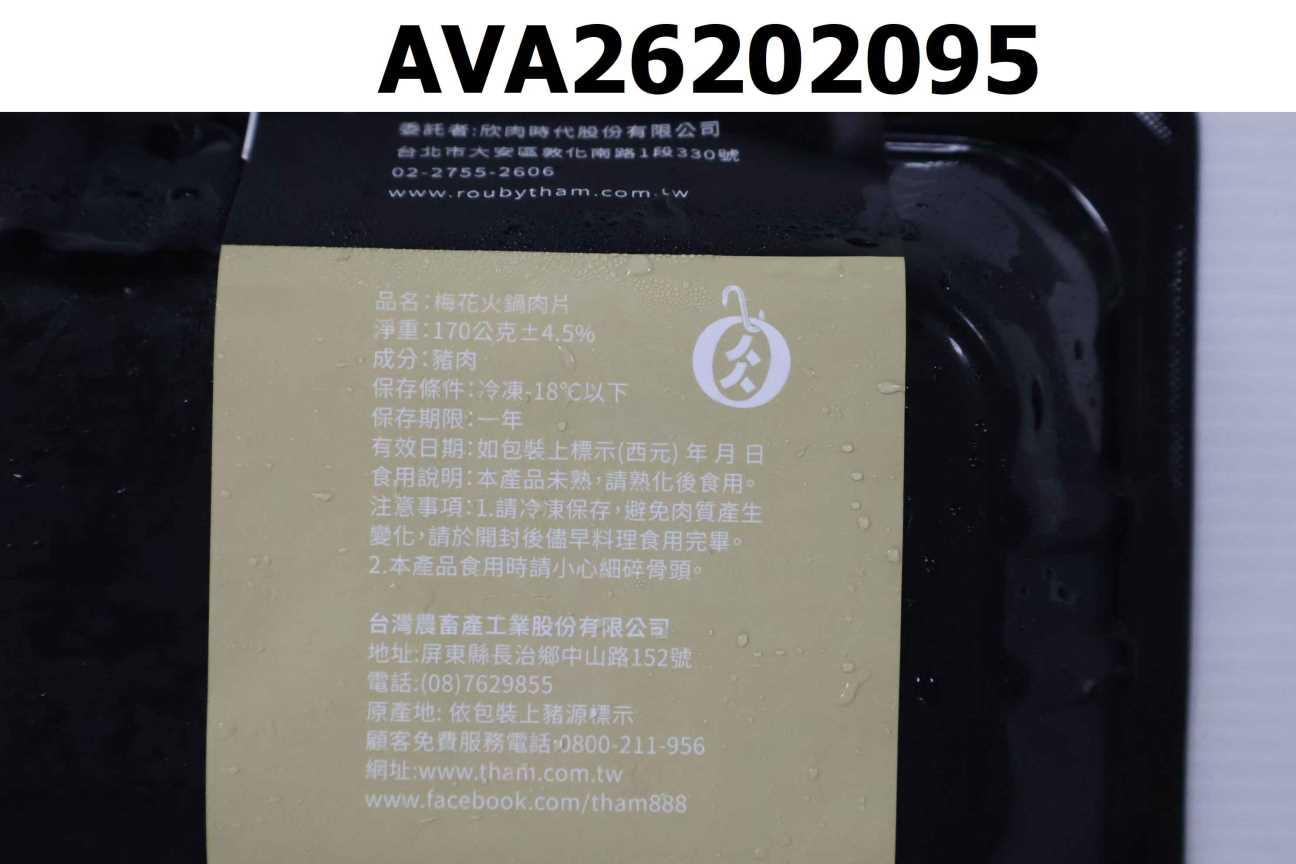 AVA26202095
委託者:欣肉時代股份有限公司
台北市大安區敦化南路1段330號
02-2755-2606
www.roubytham.com.tw
品名:梅花火鍋肉片
淨重:170公克±4.5%
成分:豬肉
保存條件:冷凍-18℃以下
保存期限:一年
有效日期:如包裝上標示(西元) 年 月 日
食用說明:本產品未熟,請熟化後食用。
注意事項:1.請冷凍保存,避免肉質產生
變化,請於開封後儘早料理食用完畢。
2.本產品食用時請小心細碎骨頭。
台灣農畜產工業股份有限公司
地址:屏東縣長治鄉中山路152號
電話:(08)7629855
原產地: 依包裝上豬源標示
顧客免費服務電話:0800-211-956
網址:www.tham.com.tw
www.facebook.com/tham888